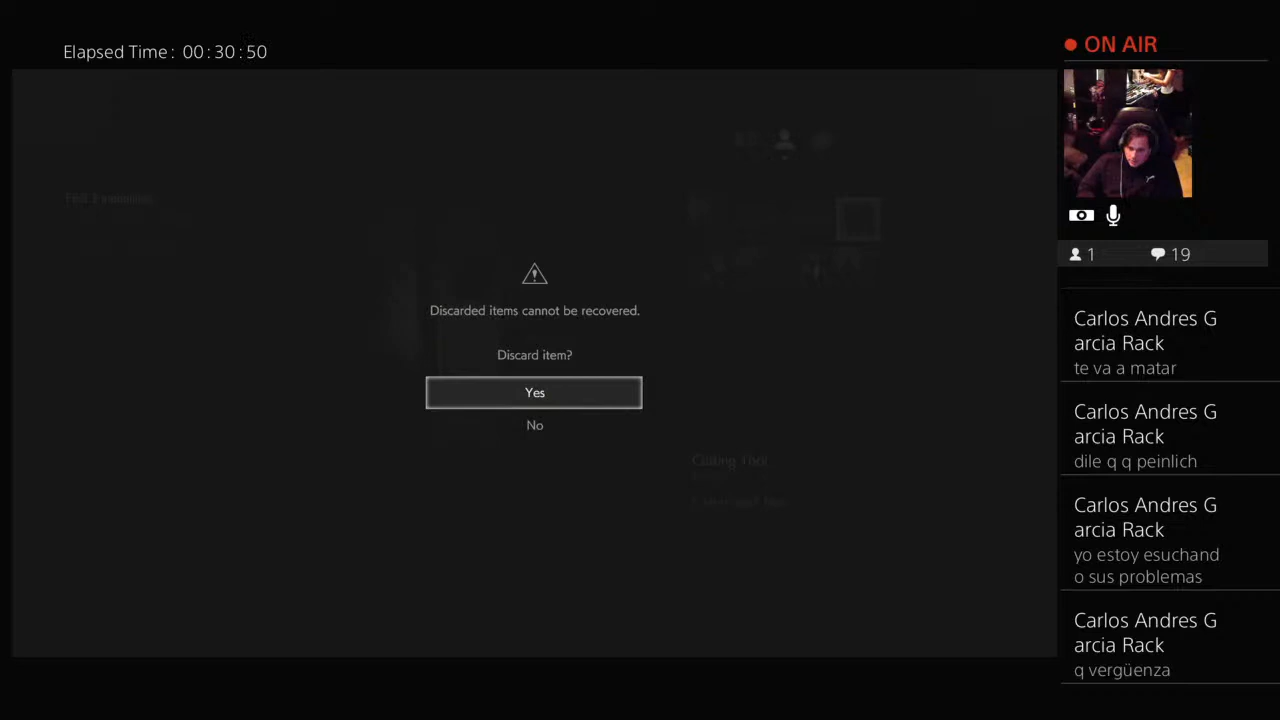 Elapsed Time: 00:30:50
ON AIR
1 19
Discarded items cannot be recovered.
Discard item?
Yes
No
Cutting Tool
Carlos Andres G
arcia Rack
te va a matar
Carlos Andres G
arcia Rack
dile q q peinlich
Carlos Andres G
arcia Rack
yo estoy esuchand
o sus problemas
Carlos Andres G
arcia Rack
q vergüenza